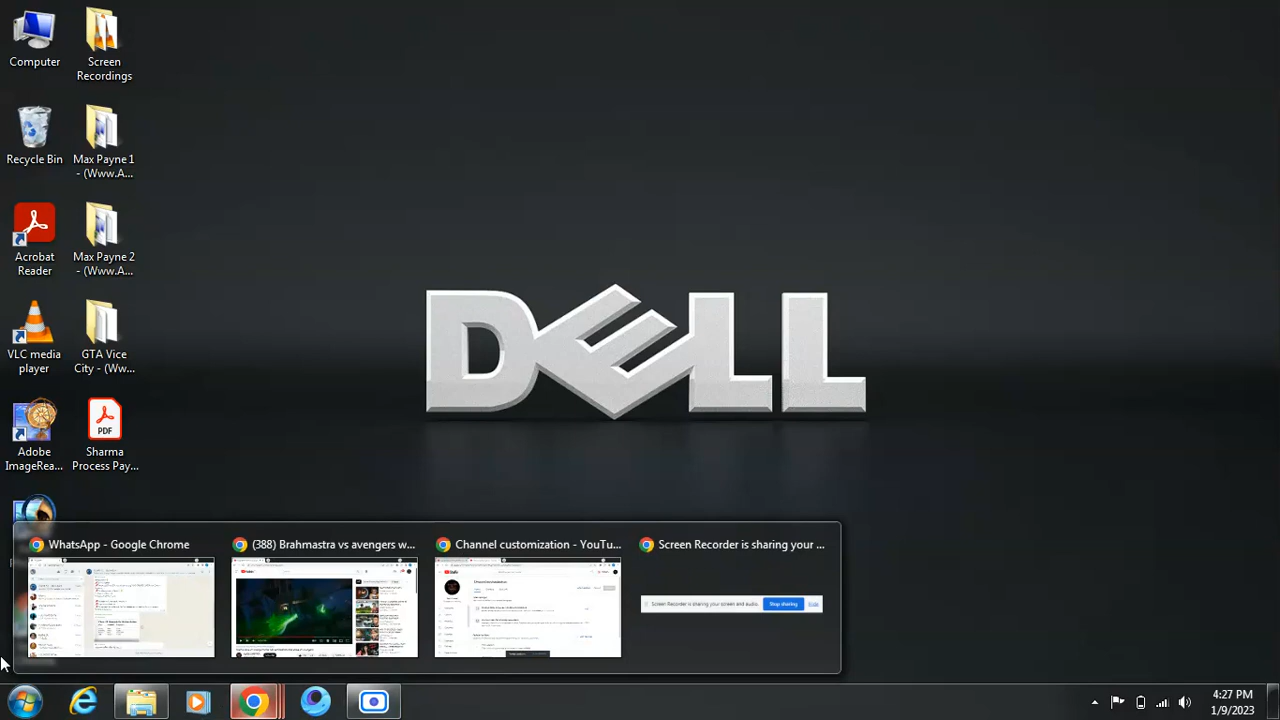 Computer
Screen
Recordings
Recycle Bin
Max Payne 1
- (Www.A...
Acrobat
Reader
Max Payne 2
- (Www.A...
VLC media
player
GTA Vice
City - (Ww...
Adobe
ImageRea...
PDF
Sharma
Process Pay...
DELL
WhatsApp - Google Chrome
(388) Brahmastra vs avengers w...
Channel customization - YouTu...
Screen Recorder is sharing your ...
Screen Recorder is sharing your screen and audio.
Stop sharing
Hide
4:27 PM
1/9/2023